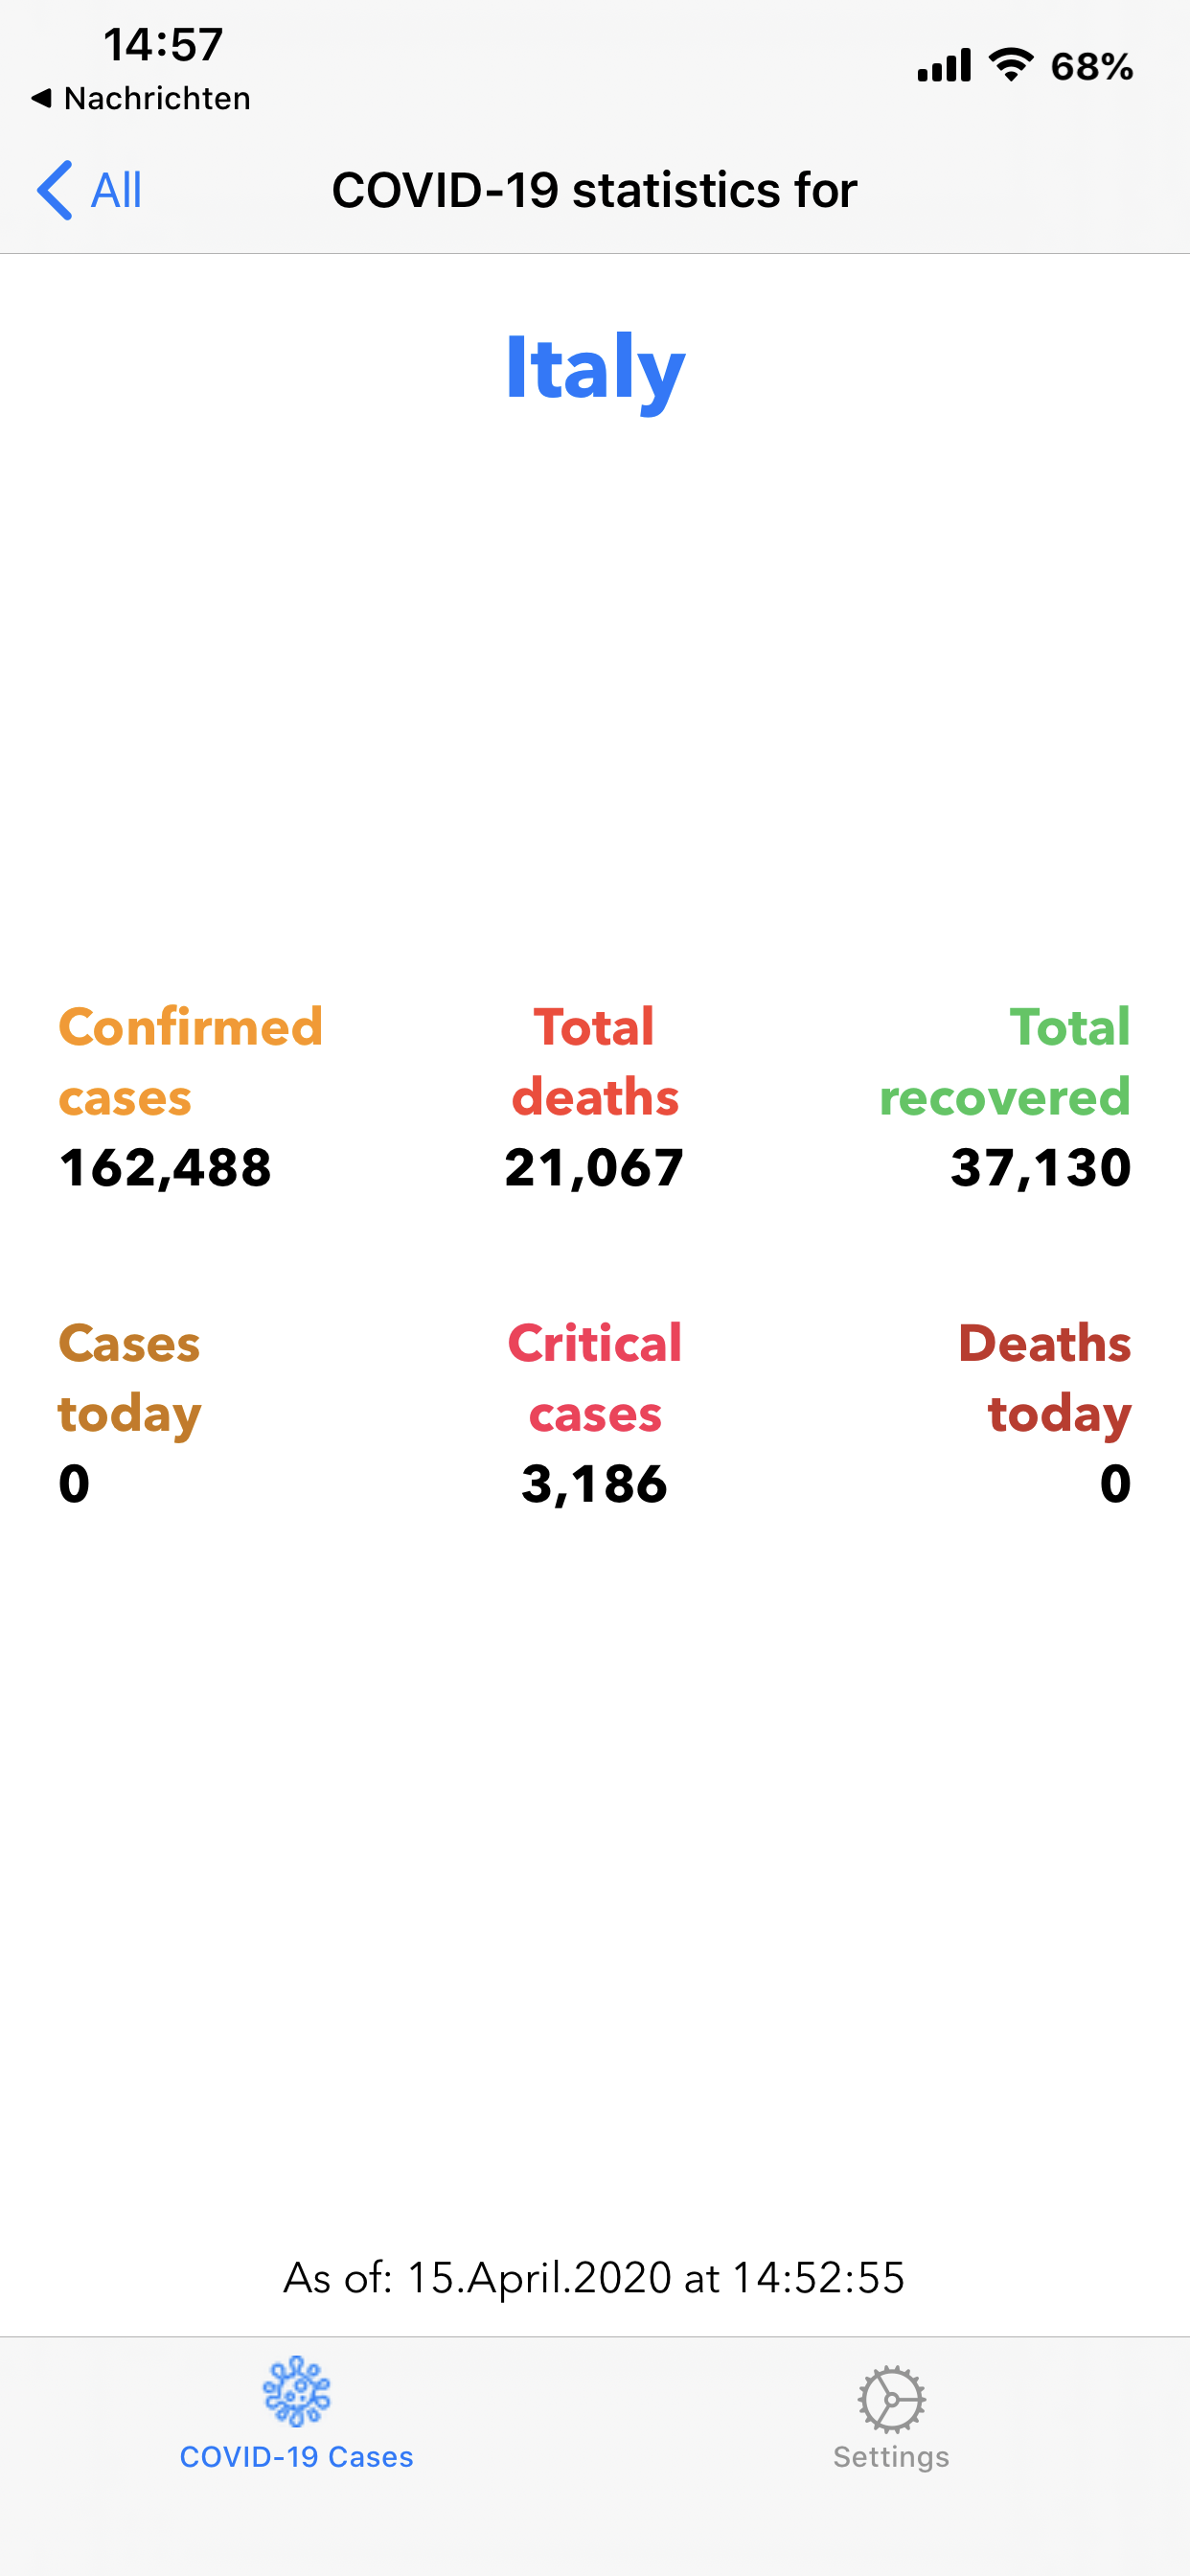 14:57
68%
◀ Nachrichten
All
COVID-19 statistics for
Italy
Confirmed cases
162,488
Total deaths
21,067
Total recovered
37,130
Cases today
0
Critical cases
3,186
Deaths today
0
As of: 15.April.2020 at 14:52:55
COVID-19 Cases
Settings